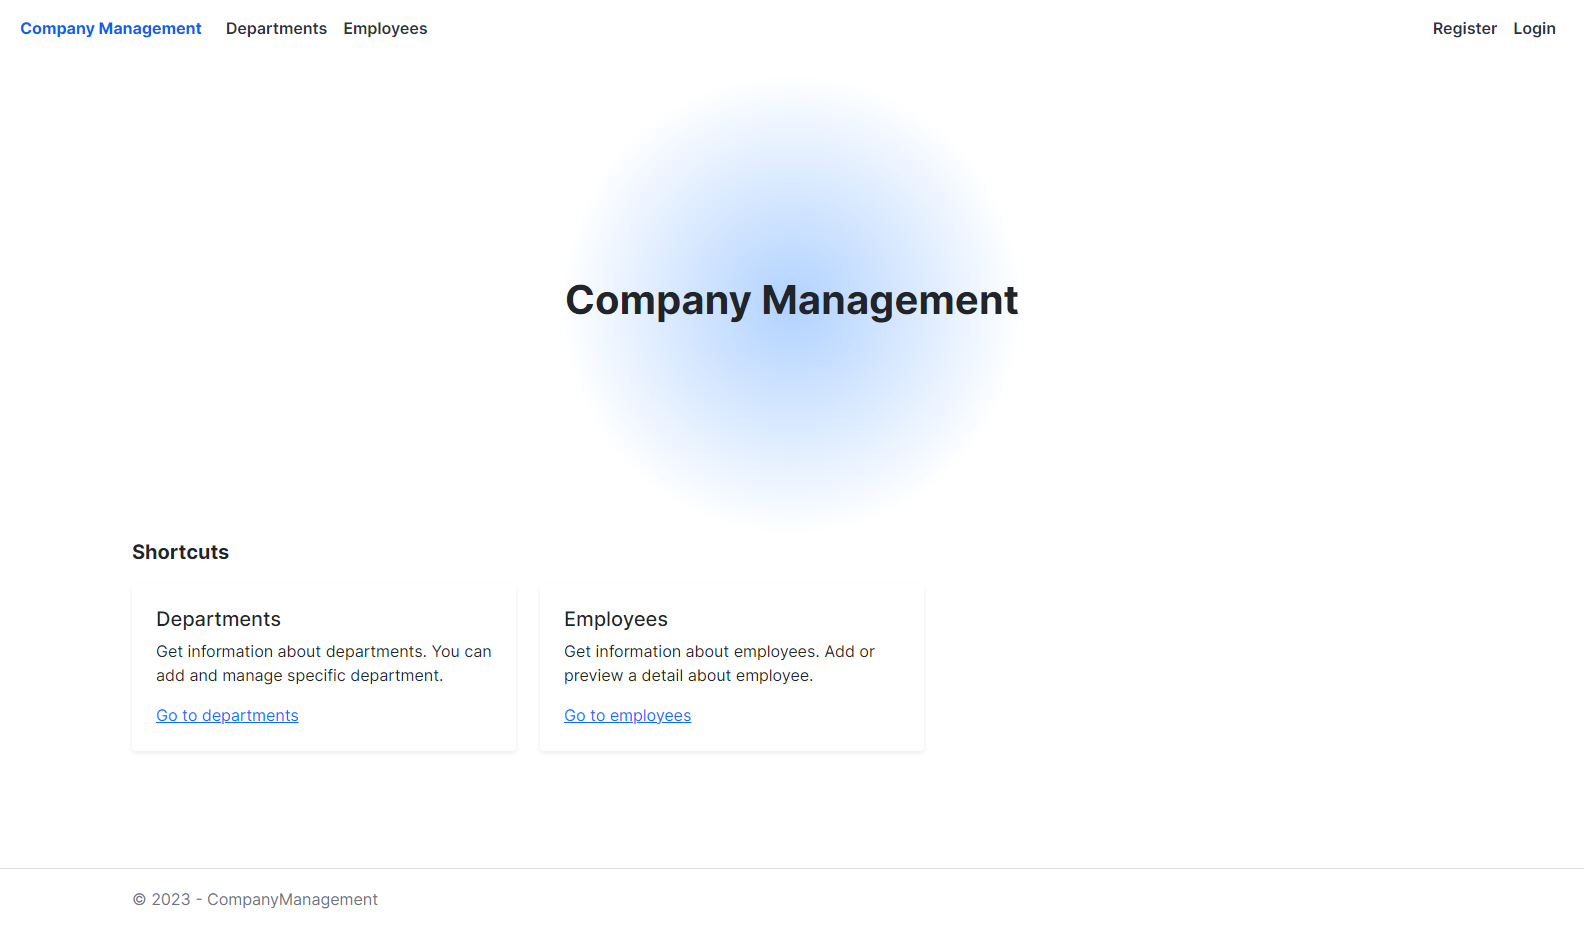 Company Management Departments Employees Register Login
Company Management
Shortcuts
Departments
Get information about departments. You can
add and manage specific department.
Go to departments
Employees
Get information about employees. Add or
preview a detail about employee.
Go to employees
© 2023 - CompanyManagement